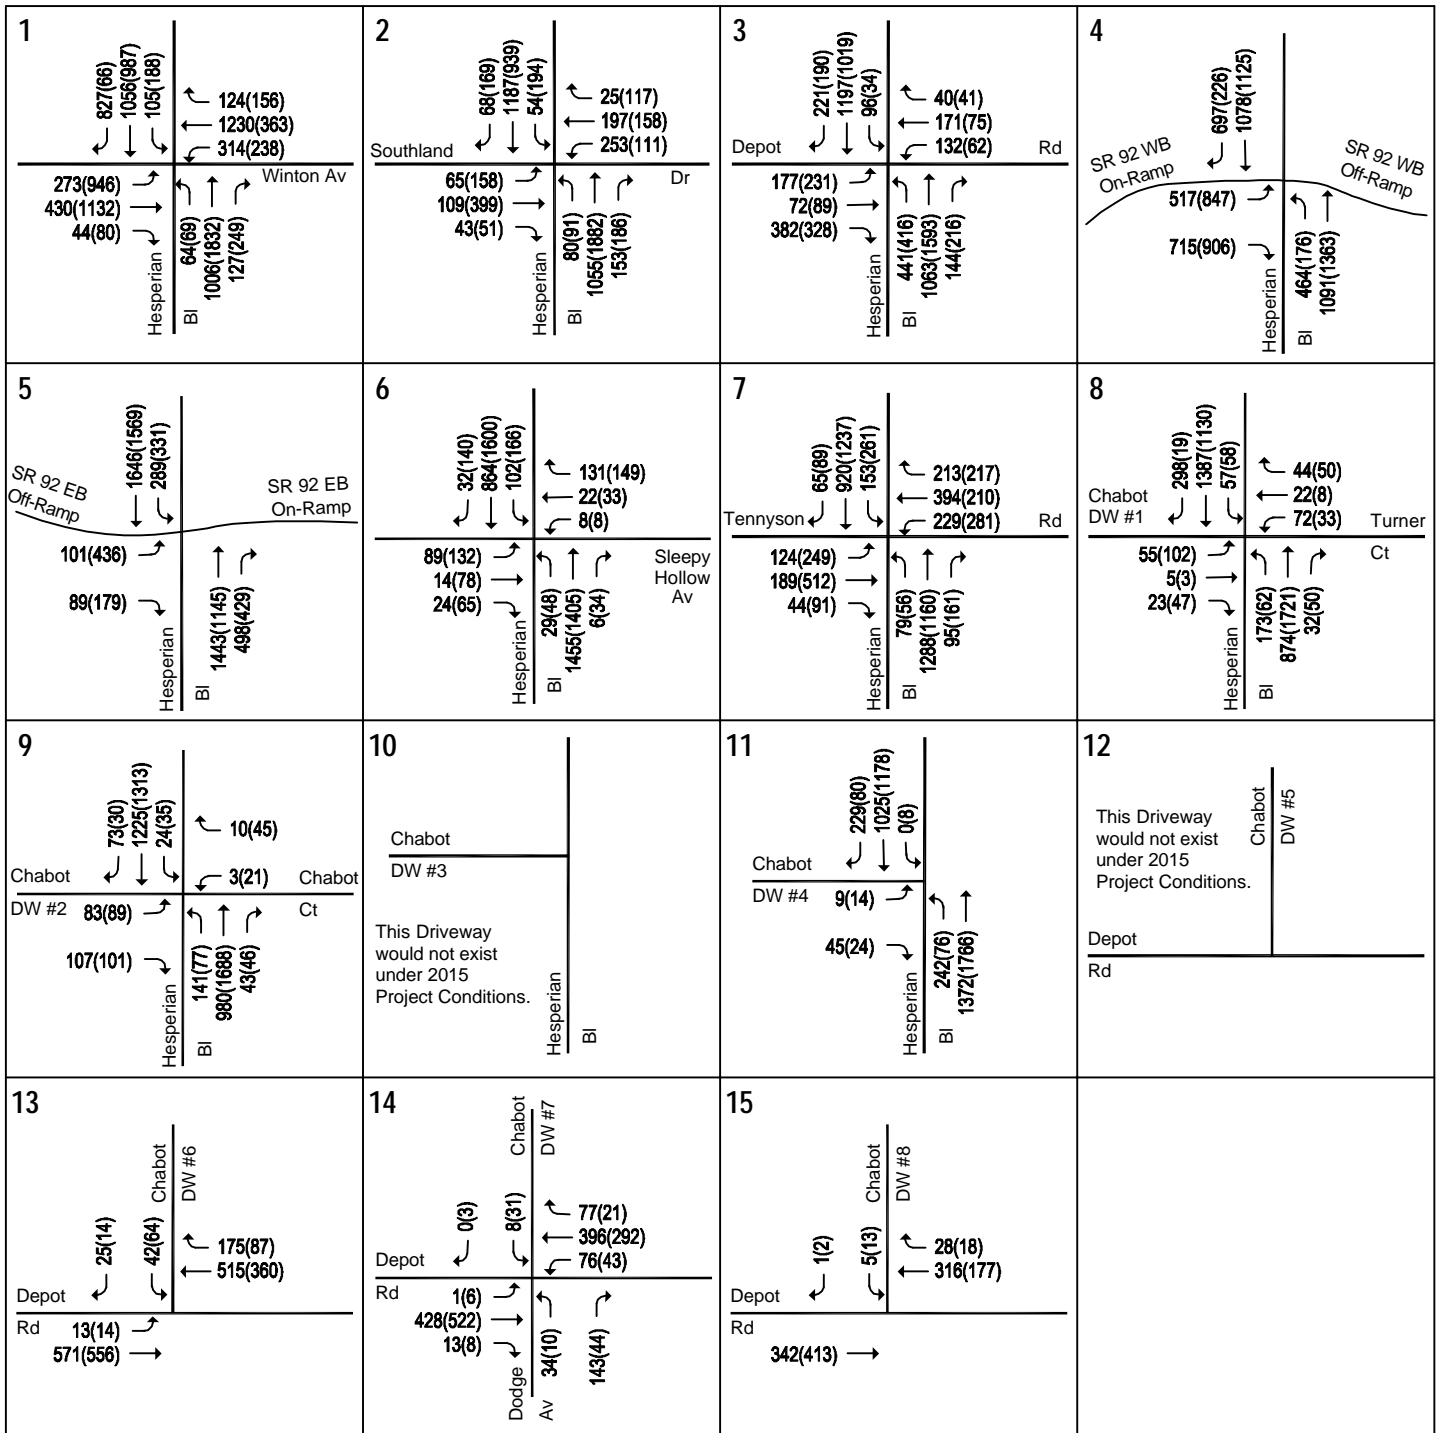 1
827(66)
1056(987)
105(188)
124(156)
1230(363)
314(238)
Winton Av
273(946)
430(1132)
44(80)
64(69)
1006(1832)
127(249)
Hesperian
Bl
2
68(169)
1187(939)
54(194)
25(117)
197(158)
253(111)
Southland
Dr
65(158)
109(399)
43(51)
80(91)
1055(1882)
153(186)
Hesperian
Bl
3
221(190)
1197(1019)
96(34)
40(41)
171(75)
132(62)
Depot
Rd
177(231)
72(89)
382(328)
441(416)
1063(1593)
144(216)
Hesperian
Bl
4
697(226)
1078(1125)
SR 92 WB
On-Ramp
SR 92 WB
Off-Ramp
517(847)
715(906)
464(176)
1091(1363)
Hesperian
Bl
5
1646(1569)
289(331)
SR 92 EB
Off-Ramp
SR 92 EB
On-Ramp
101(436)
89(179)
1443(1145)
498(429)
Hesperian
Bl
6
32(140)
864(1600)
102(166)
131(149)
22(33)
8(8)
89(132)
14(78)
24(65)
Sleepy
Hollow
Av
29(48)
1455(1405)
6(34)
Hesperian
Bl
7
65(89)
920(1237)
153(261)
213(217)
394(210)
229(281)
Tennyson
Rd
124(249)
189(512)
44(91)
79(56)
1288(1160)
95(161)
Hesperian
Bl
8
298(19)
1387(1130)
57(58)
44(50)
22(8)
72(33)
Chabot
DW #1
Turner
Ct
55(102)
5(3)
23(47)
173(62)
874(1721)
32(50)
Hesperian
Bl
9
73(30)
1225(1313)
24(35)
10(45)
3(21)
Chabot
DW #2
Chabot
Ct
83(89)
107(101)
141(77)
980(1688)
43(46)
Hesperian
Bl
10
Chabot
DW #3
This Driveway
would not exist
under 2015
Project Conditions.
Hesperian
Bl
11
229(80)
1025(1178)
0(8)
Chabot
DW #4
9(14)
45(24)
242(76)
1372(1766)
Hesperian
Bl
12
This Driveway
would not exist
under 2015
Project Conditions.
Chabot
DW #5
Depot
Rd
13
Chabot
DW #6
25(14)
42(64)
175(87)
515(360)
Depot
Rd
13(14)
571(556)
14
Chabot
DW #7
0(3)
8(31)
77(21)
396(292)
76(43)
Depot
Rd
1(6)
428(522)
13(8)
34(10)
143(44)
Dodge
Av
15
Chabot
DW #8
1(2)
5(13)
28(18)
316(177)
Depot
Rd
342(413)